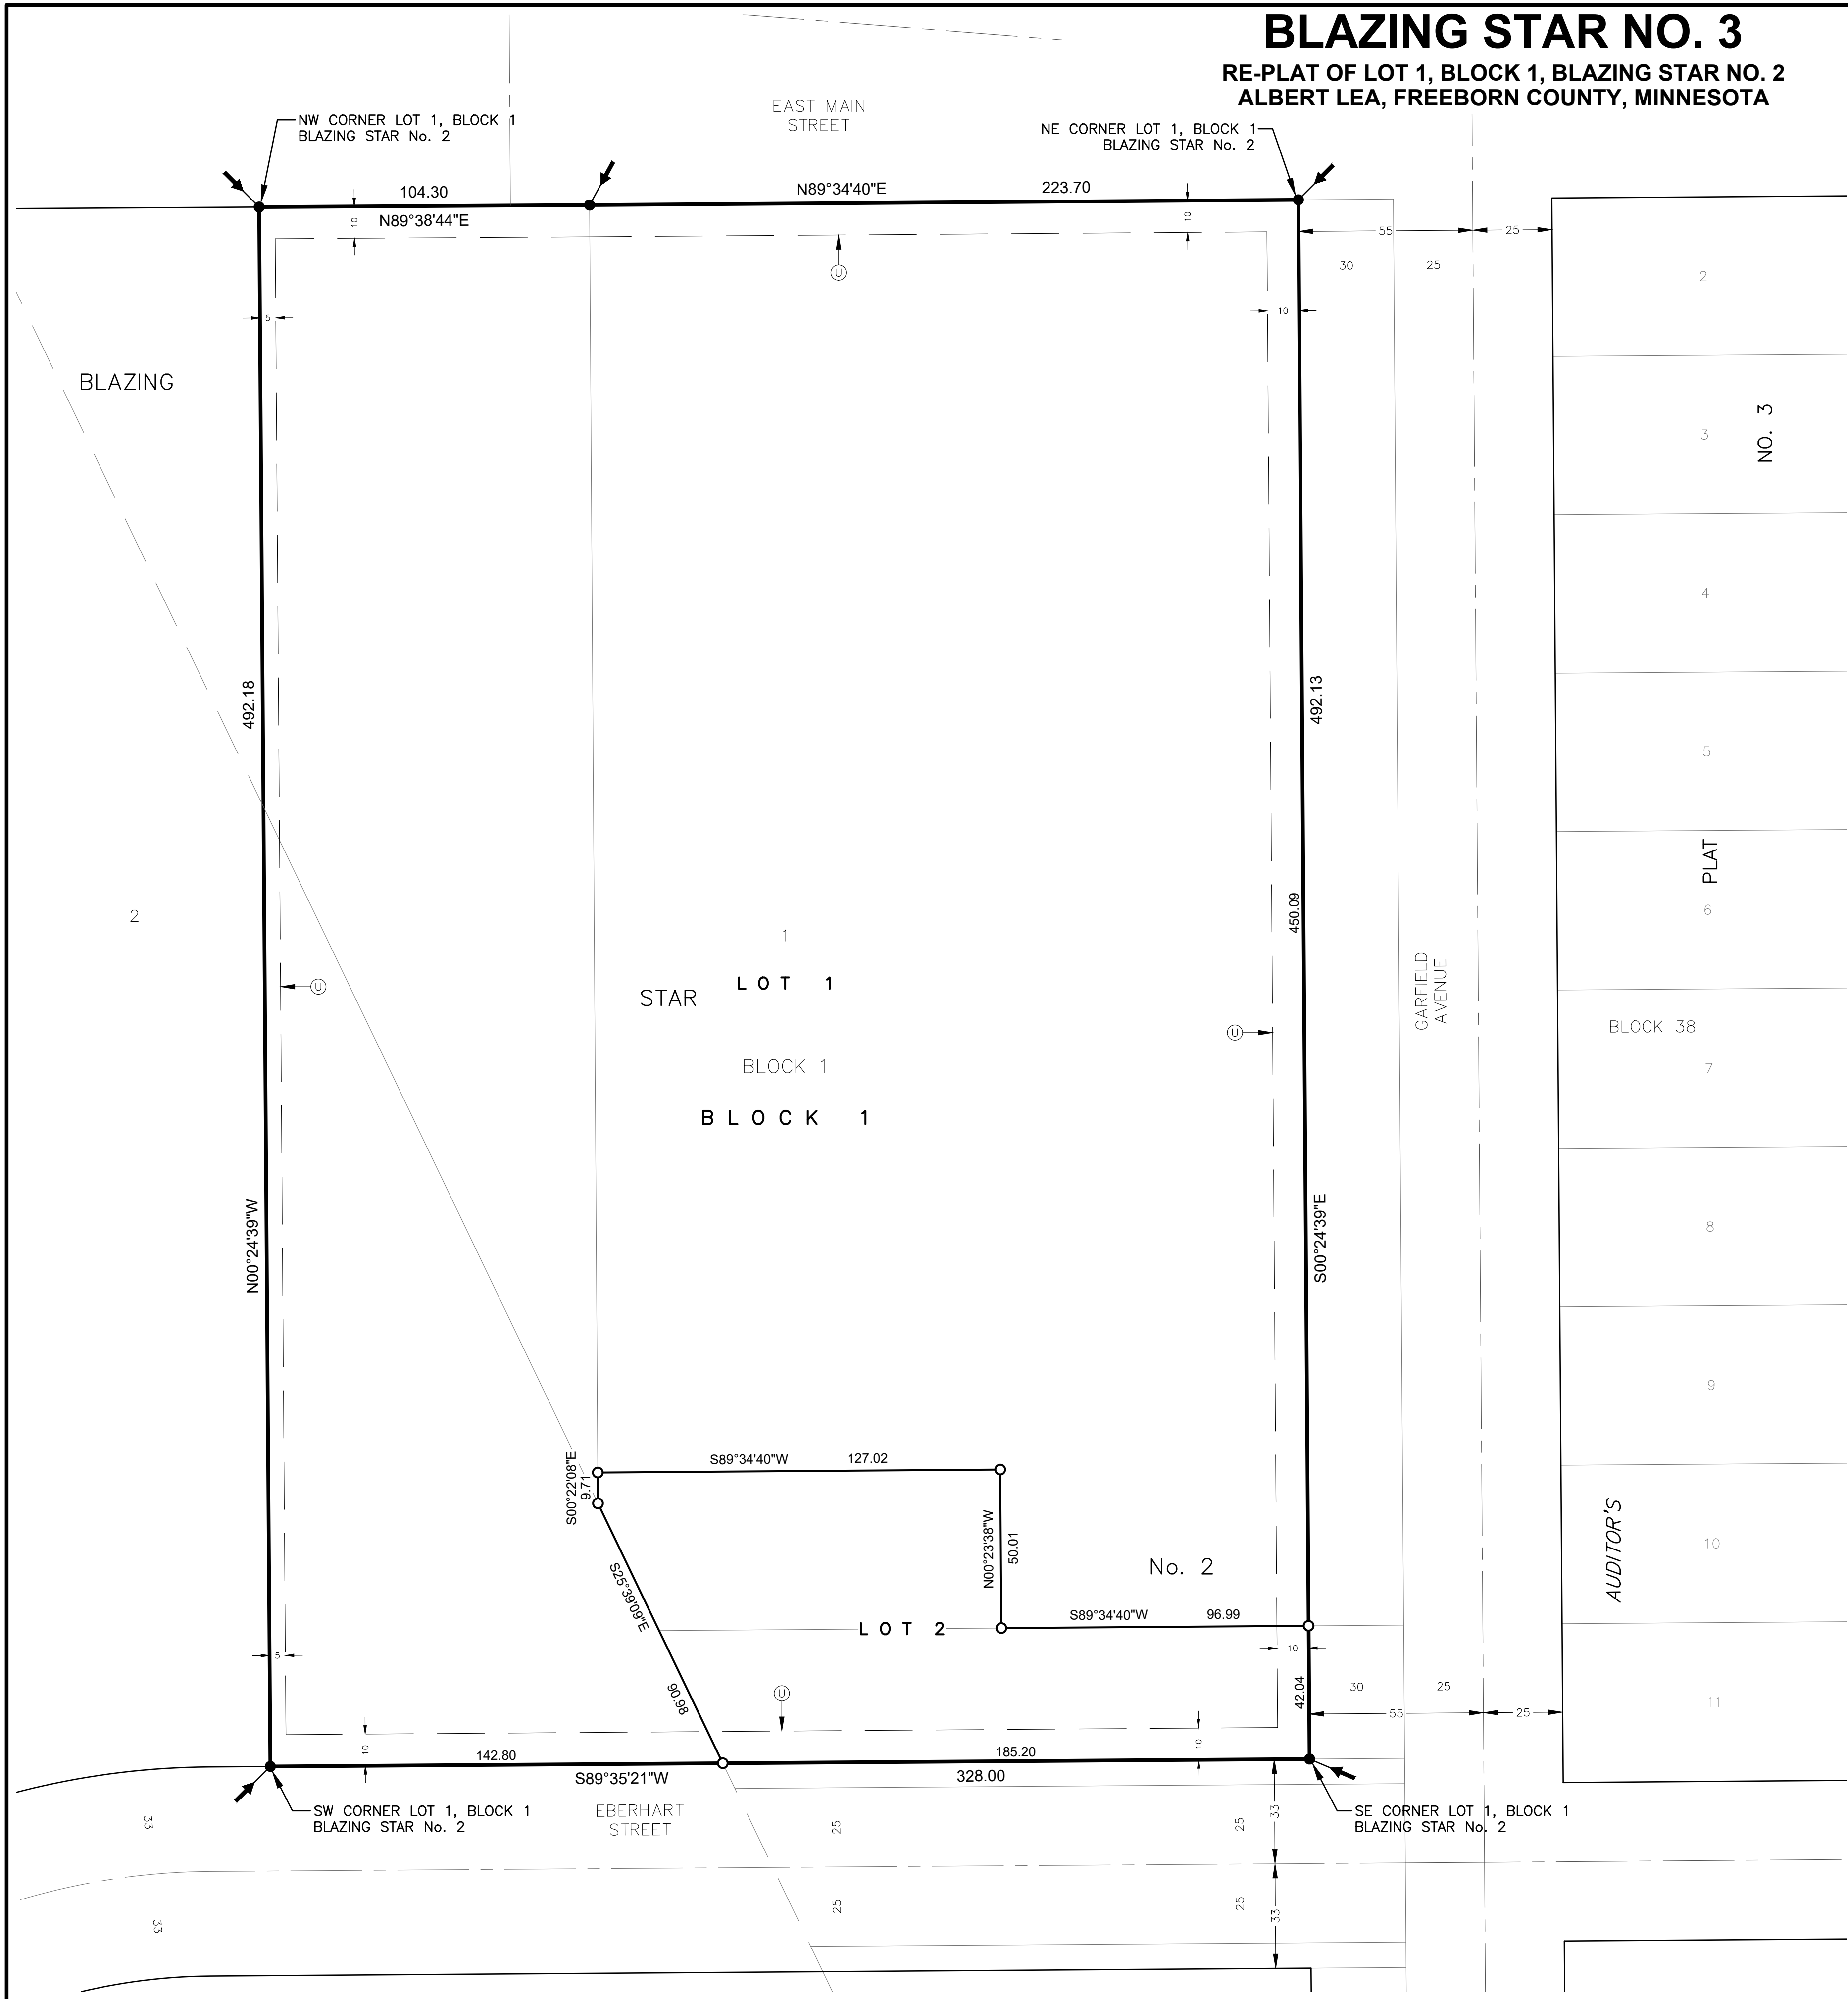 BLAZING STAR NO. 3
RE-PLAT OF LOT 1, BLOCK 1, BLAZING STAR NO. 2
ALBERT LEA, FREEBORN COUNTY, MINNESOTA
EAST MAIN
STREET
NW CORNER LOT 1, BLOCK 1
BLAZING STAR No. 2
NE CORNER LOT 1, BLOCK 1
BLAZING STAR No. 2
104.30
N89°34'40"E
223.70
N89°38'44"E
10
10
55
25
30
25
2
5
10
BLAZING
3
NO. 3
4
492.18
492.13
5
PLAT
450.09
6
2
1
LOT 1
STAR
U
U
U
GARFIELD
AVENUE
BLOCK 38
BLOCK 1
7
BLOCK 1
N00°24'39"W
S00°24'39"E
8
9
S89°34'40"W
127.02
S00°22'08"E
9.71
N00°23'38"W
50.01
No. 2
AUDITOR'S
10
S25°39'09"E
90.98
LOT 2
S89°34'40"W
96.99
5
10
42.04
30
25
11
U
55
25
10
10
142.80
185.20
S89°35'21"W
328.00
SW CORNER LOT 1, BLOCK 1
BLAZING STAR No. 2
EBERHART
STREET
SE CORNER LOT 1, BLOCK 1
BLAZING STAR No. 2
33
25
25
33
33
25
25
33